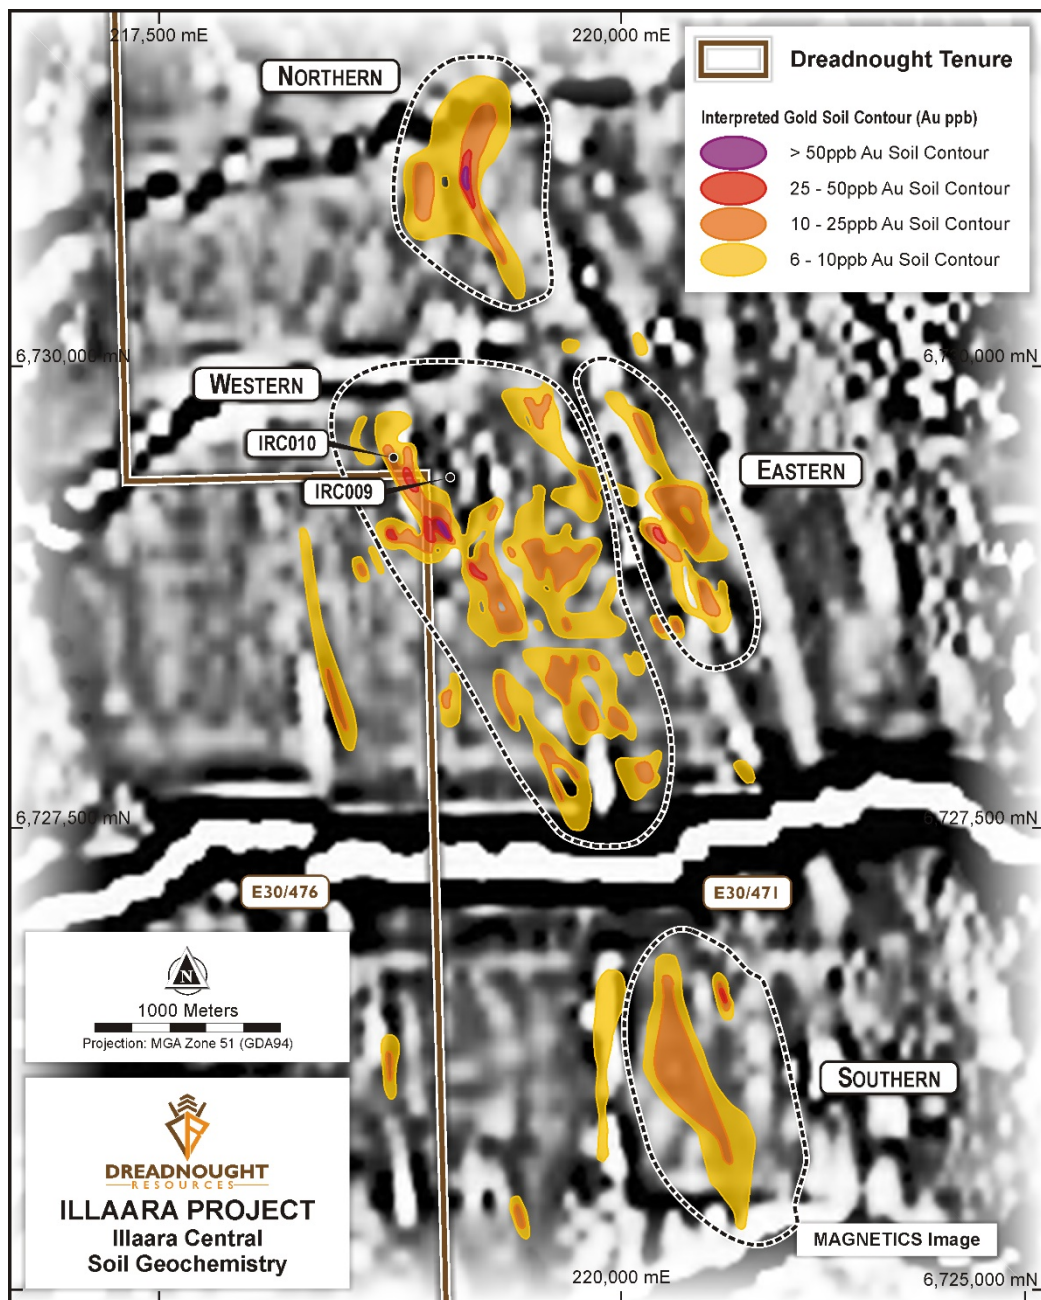 217,500 mE
220,000 mE
NORTHERN
Dreadnought Tenure
Interpreted Gold Soil Contour (Au ppb)
> 50ppb Au Soil Contour
25 - 50ppb Au Soil Contour
10 - 25ppb Au Soil Contour
6 - 10ppb Au Soil Contour
6,730,000 mN
6,730,000 mN
WESTERN
IRC010
EASTERN
IRC009
6,727,500 mN
6,727,500 mN
E30/476
E30/471
N
1000 Meters
Projection: MGA Zone 51 (GDA94)
SOUTHERN
DREADNOUGHT
RESOURCES
ILLAARA PROJECT
Illaara Central
Soil Geochemistry
MAGNETICS Image
220,000 mE
6,725,000 mN